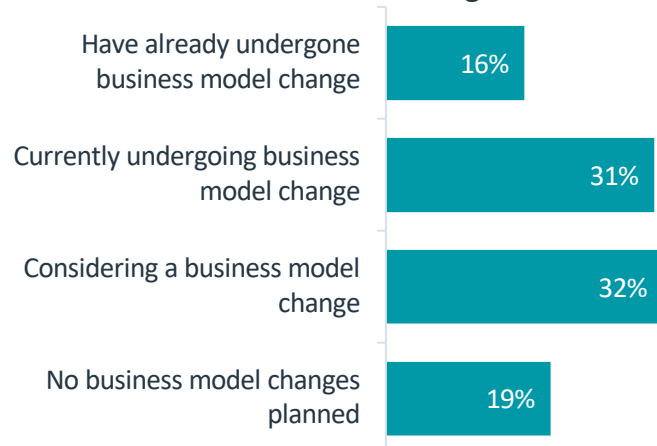 Have already undergone
business model change
16%
Currently undergoing business
model change
31%
Considering a business model
change
32%
No business model changes
planned
19%